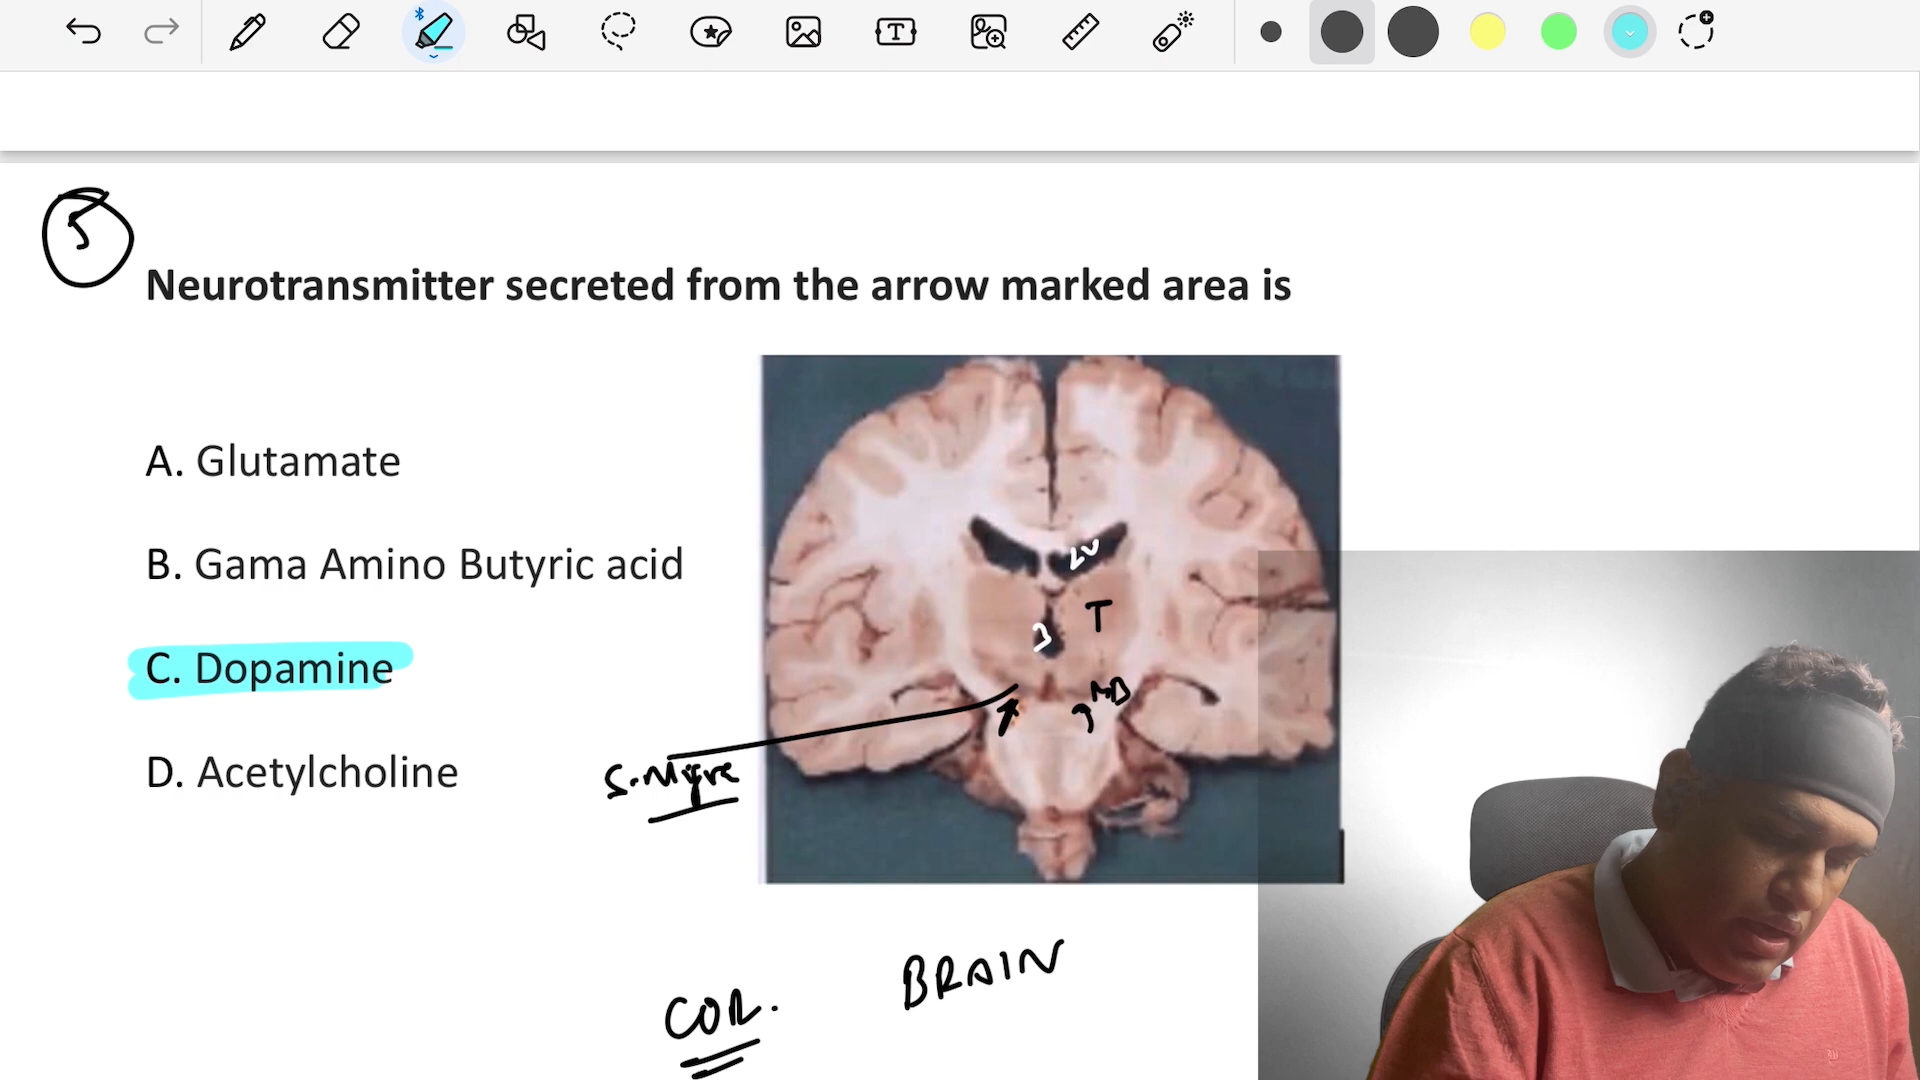 5
Neurotransmitter secreted from the arrow marked area is
A. Glutamate
B. Gama Amino Butyric acid
C. Dopamine
D. Acetylcholine
LV
T
3
MB
S. Nigra
COR.
BRAIN